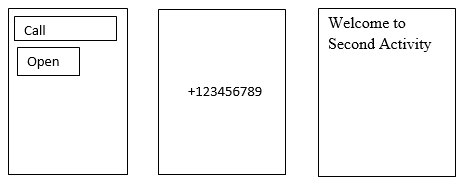 Call
Open
+123456789
Welcome to
Second Activity